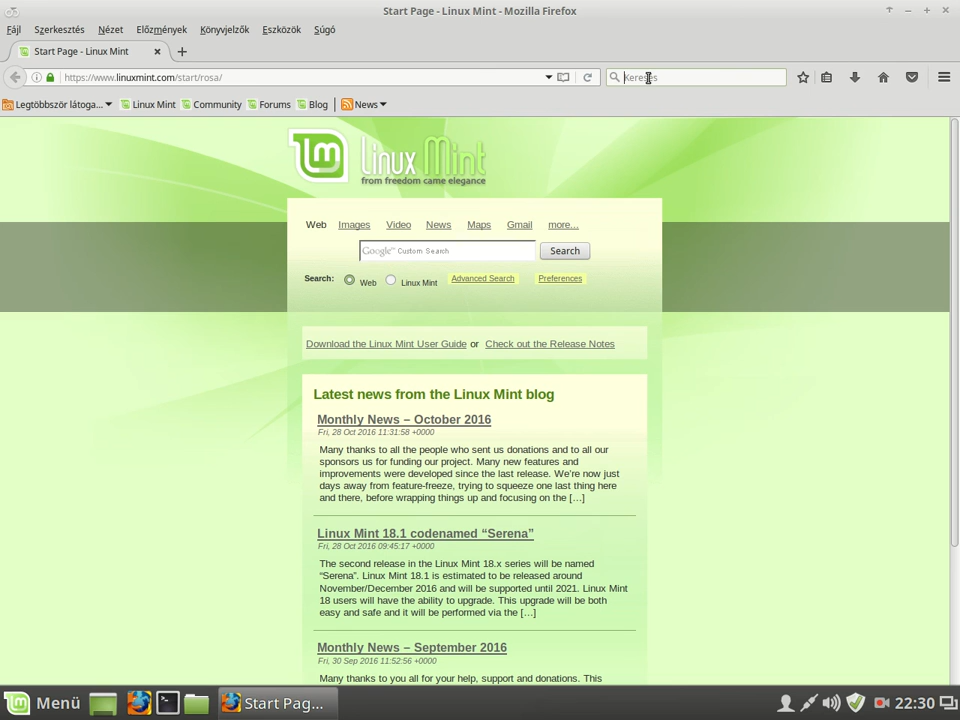 Start Page - Linux Mint - Mozilla Firefox
Fájl Szerkesztés Nézet Előzmények Könyvjelzők Eszközök Súgó
Start Page - Linux Mint
https://www.linuxmint.com/start/rosa/ Keresés
Legtöbbször látoga... Linux Mint Community Forums Blog News
Linux Mint
from freedom came elegance
Web Images Video News Maps Gmail more...
Google™ Custom Search Search
Search: Web Linux Mint Advanced Search Preferences
Download the Linux Mint User Guide or Check out the Release Notes
Latest news from the Linux Mint blog
Monthly News – October 2016
Fri, 28 Oct 2016 11:31:58 +0000
Many thanks to all the people who sent us donations and to all our
sponsors us for funding our project. Many new features and
improvements were developed since the last release. We’re now just
days away from feature-freeze, trying to squeeze one last thing here
and there, before wrapping things up and focusing on the […]
Linux Mint 18.1 codenamed “Serena”
Fri, 28 Oct 2016 09:45:17 +0000
The second release in the Linux Mint 18.x series will be named
“Serena”. Linux Mint 18.1 is estimated to be released around
November/December 2016 and will be supported until 2021. Linux Mint
18 users will have the ability to upgrade. This upgrade will be both
easy and safe and it will be performed via the […]
Monthly News – September 2016
Fri, 30 Sep 2016 11:52:56 +0000
Many thanks to you all for your help, support and donations. This
Menü Start Pag... 22:30